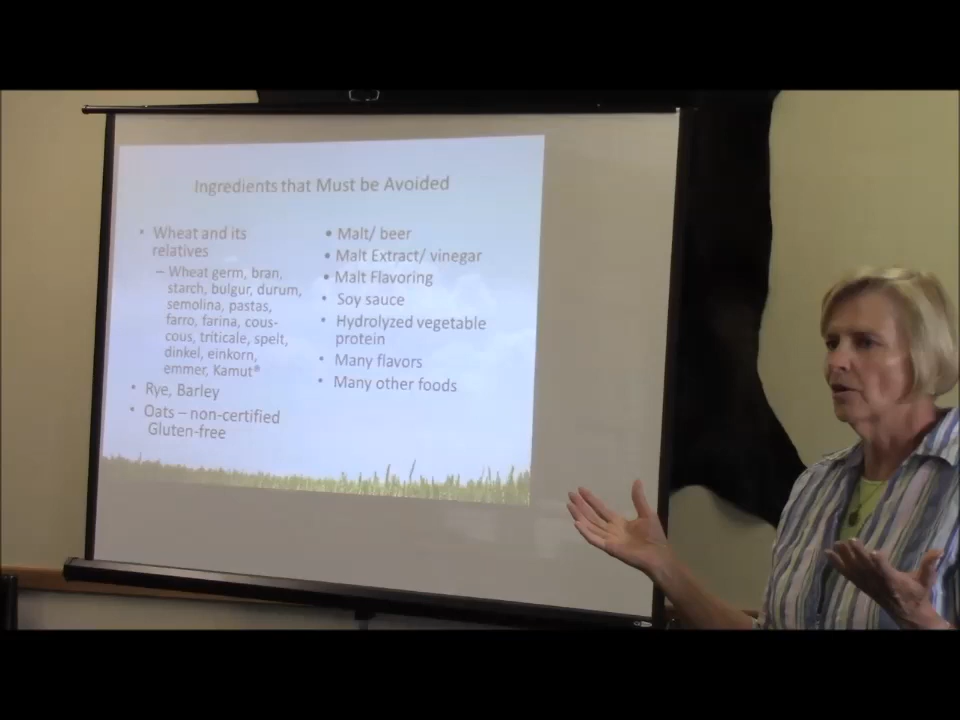 Ingredients that Must be Avoided
• Wheat and its
relatives
– Wheat germ, bran,
starch, bulgur, durum,
semolina, pastas,
farro, farina, cous-
cous, triticale, spelt,
dinkel, einkorn,
emmer, Kamut®
• Rye, Barley
• Oats – non-certified
Gluten-free
• Malt/ beer
• Malt Extract/ vinegar
• Malt Flavoring
• Soy sauce
• Hydrolyzed vegetable
protein
• Many flavors
• Many other foods